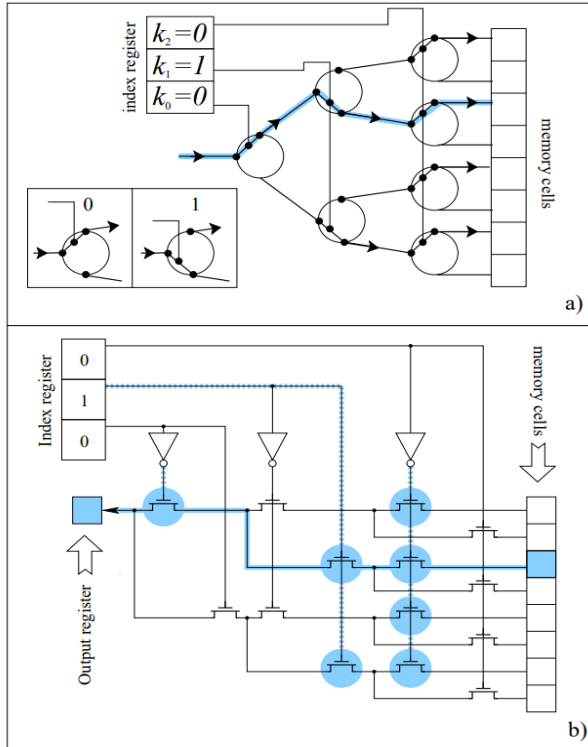 index register
k₂=0
k₁=1
k₀=0
memory cells
0
1
a)
Index register
0
1
0
memory cells
Output register
b)